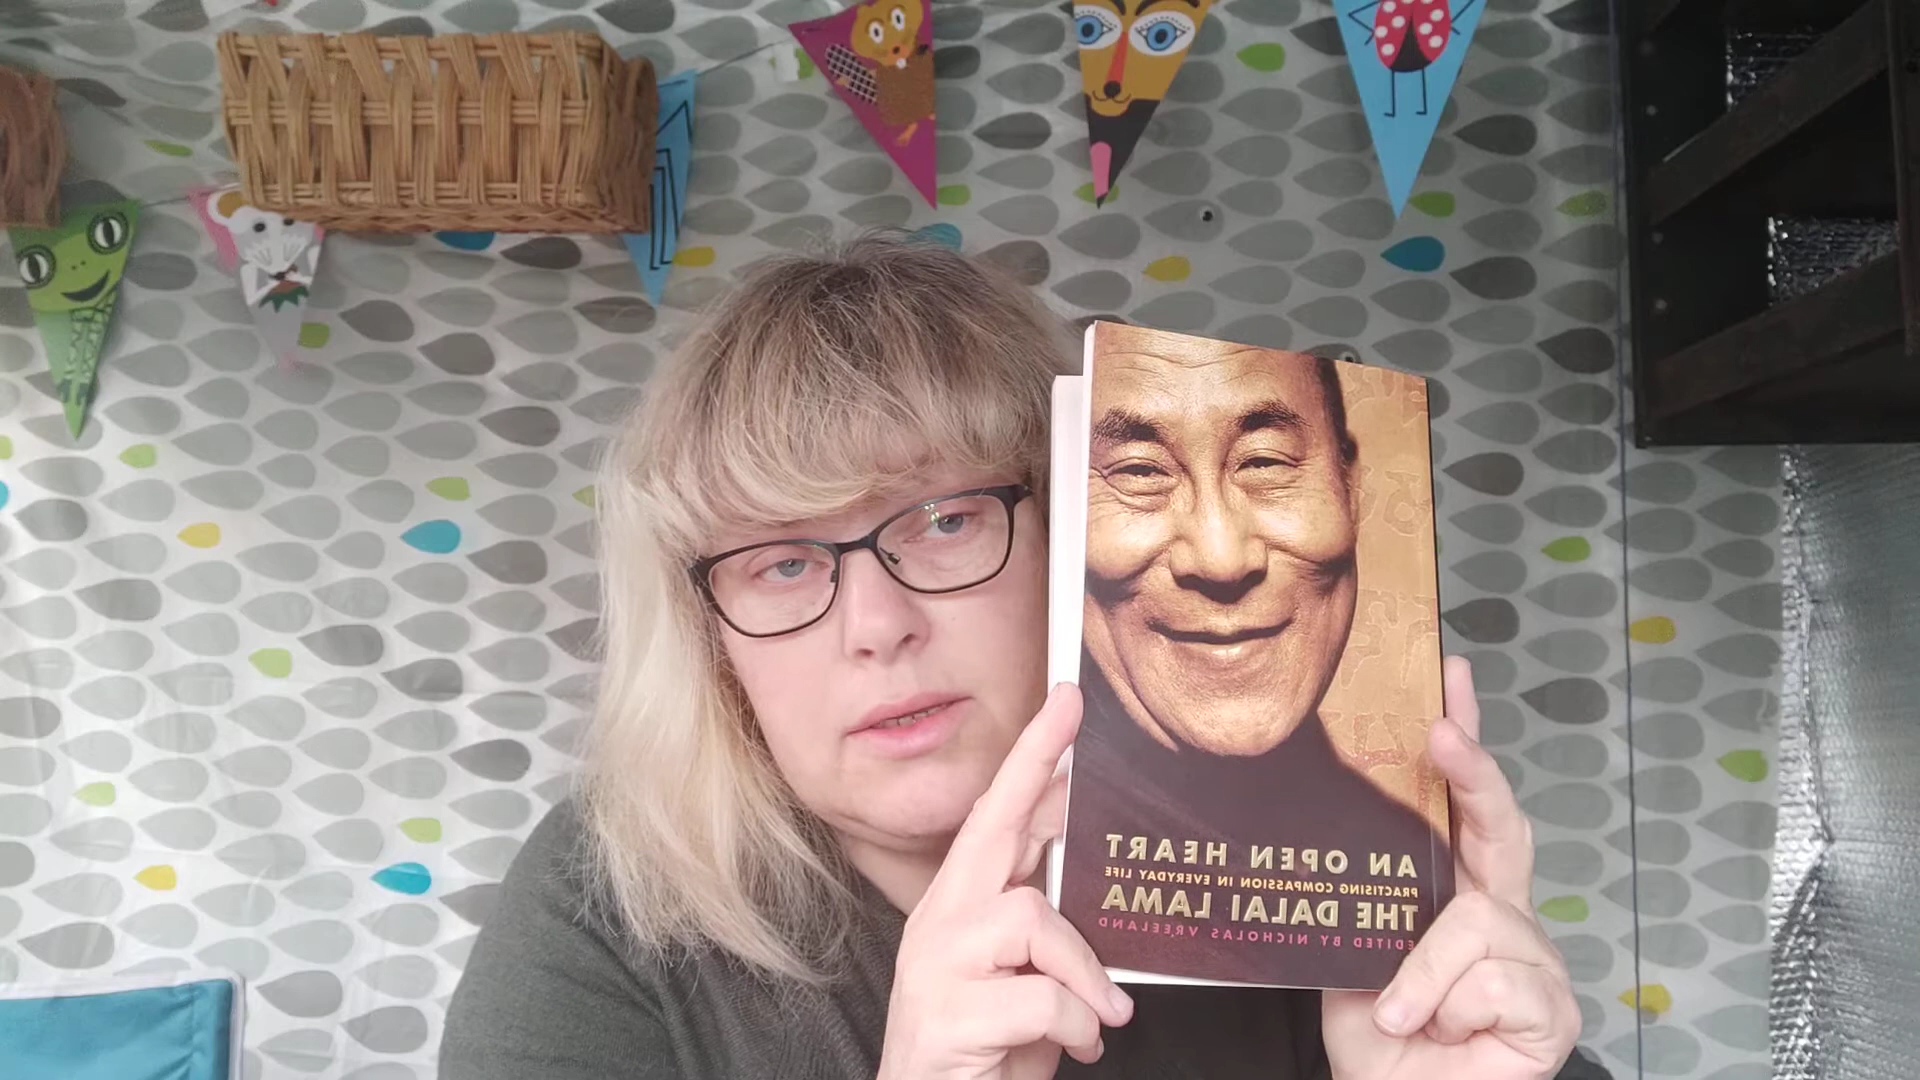 AN OPEN HEART
PRACTISING COMPASSION IN EVERYDAY LIFE
THE DALAI LAMA
EDITED BY NICHOLAS VREELAND